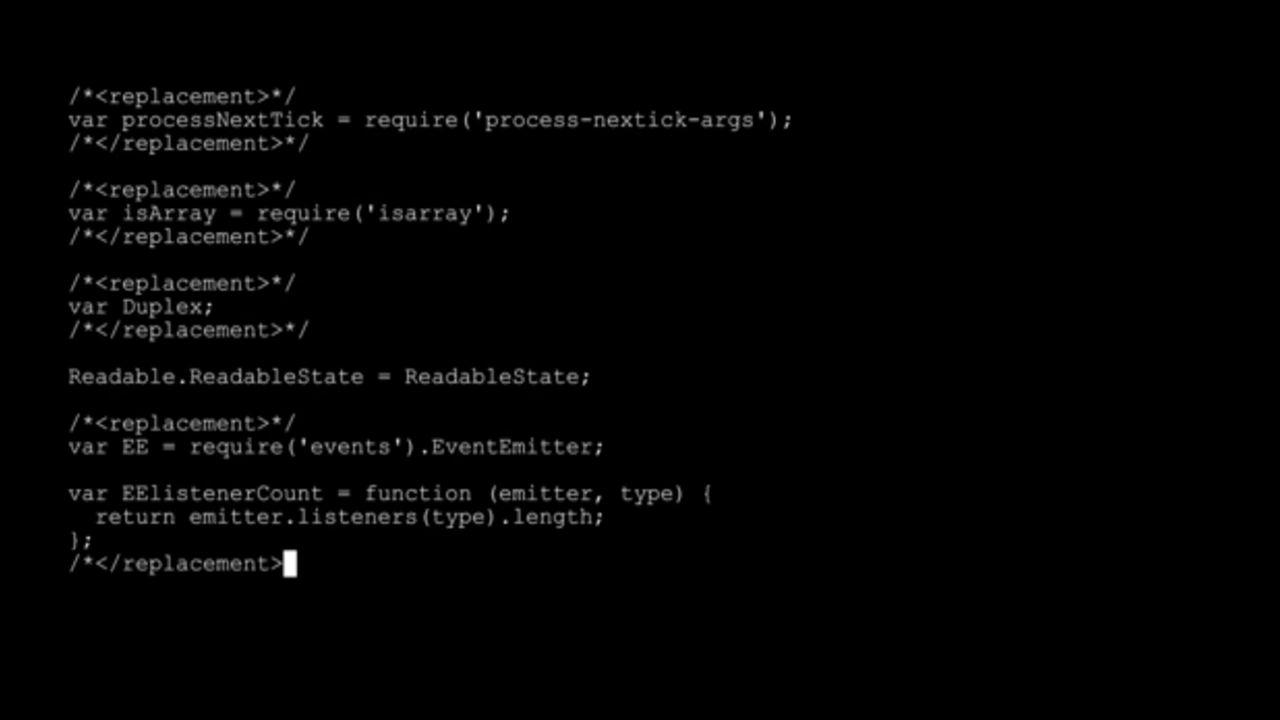 /*<replacement>*/
var processNextTick = require('process-nextick-args');
/*</replacement>*/
/*<replacement>*/
var isArray = require('isarray');
/*</replacement>*/
/*<replacement>*/
var Duplex;
/*</replacement>*/
Readable.ReadableState = ReadableState;
/*<replacement>*/
var EE = require('events').EventEmitter;
var EElistenerCount = function (emitter, type) {
  return emitter.listeners(type).length;
};
/*</replacement>